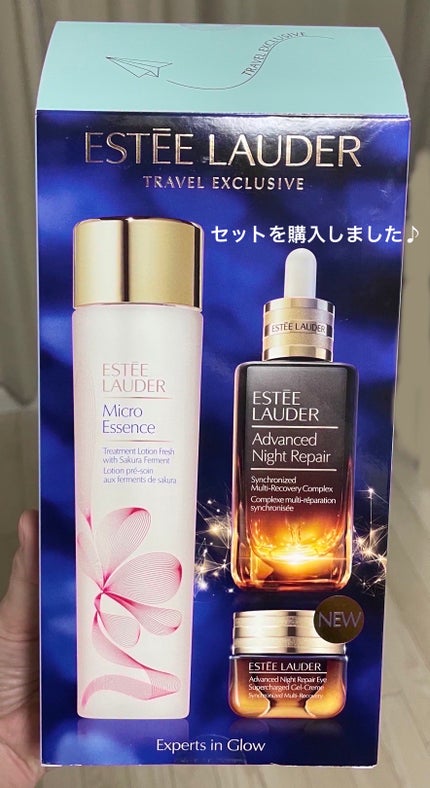 TRAVEL EXCLUSIVE
ESTĒE LAUDER
TRAVEL EXCLUSIVE
セットを購入しました♪
ESTĒE LAUDER
ESTĒE
LAUDER
Micro
Essence
Treatment Lotion Fresh
with Sakura Ferment
Lotion pré-soin
aux ferments de sakura
ESTĒE
LAUDER
Advanced
Night Repair
Synchronized
Multi-Recovery Complex
Complexe multi-réparation
synchronisée
NEW
ESTĒE LAUDER
Advanced Night Repair Eye
Supercharged Gel-Creme
Synchronized Multi-Recovery
Experts in Glow